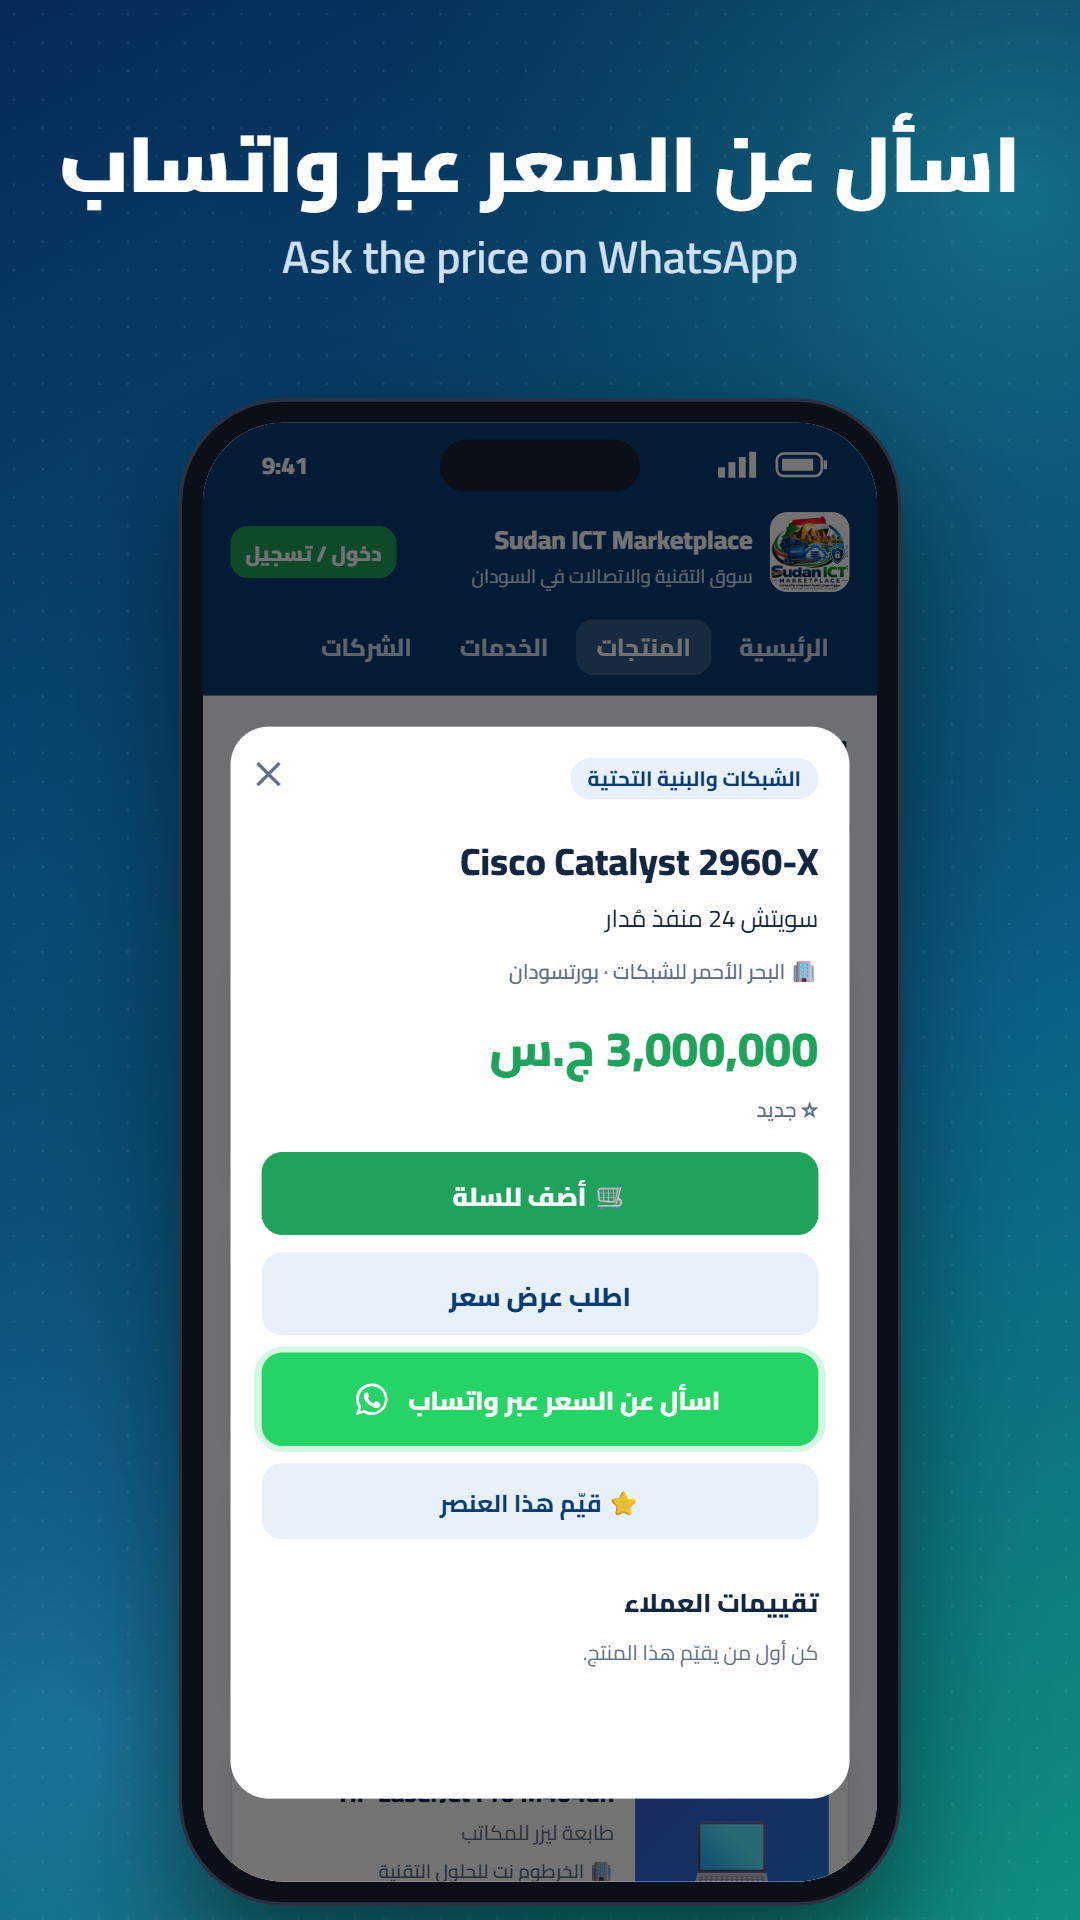 اسأل عن السعر عبر واتساب
Ask the price on WhatsApp
9:41
Sudan ICT Marketplace
سوق التقنية والاتصالات في السودان
دخول / تسجيل
Sudan ICT
MARKETPLACE
الرئيسية
المنتجات
الخدمات
الشركات
الشبكات والبنية التحتية
Cisco Catalyst 2960-X
سويتش 24 منفذ مُدار
البحر الأحمر للشبكات · بورتسودان
3,000,000 ج.س
☆ جديد
أضف للسلة
اطلب عرض سعر
اسأل عن السعر عبر واتساب
قيّم هذا العنصر
تقييمات العملاء
كن أول من يقيّم هذا المنتج.
طابعة ليزر للمكاتب
الخرطوم نت للحلول التقنية